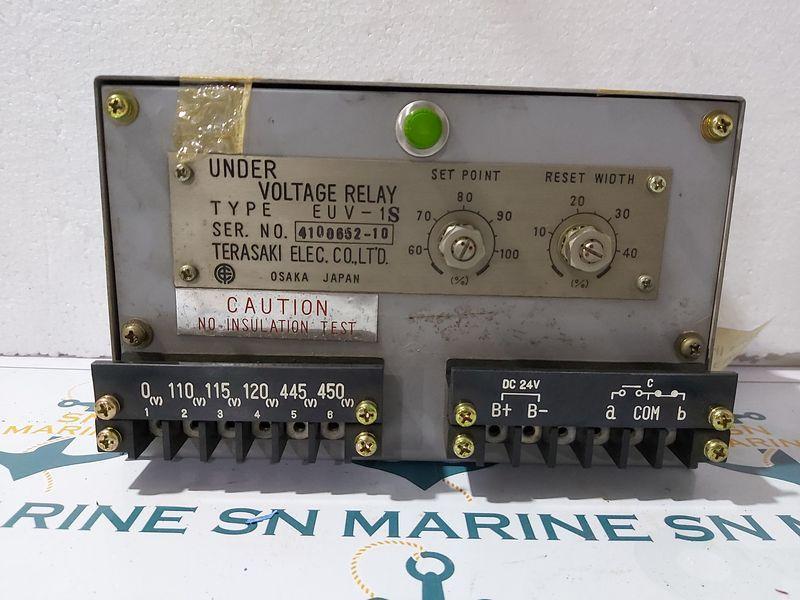 UNDER
VOLTAGE RELAY
TYPE EUV-1S
SER. NO. 4100652-10
TERASAKI ELEC. CO.,LT'D.
OSAKA JAPAN
SET POINT
60 70 80 90 100
(%)
RESET WIDTH
10 20 30 40
(%)
CAUTION
NO INSULATION TEST
0(V) 110(V) 115(V) 120(V) 445(V) 450(V)
1 2 3 4 5 6
DC 24V
B+ B-
C
a COM b
RINE SN MARINE SN MARINE